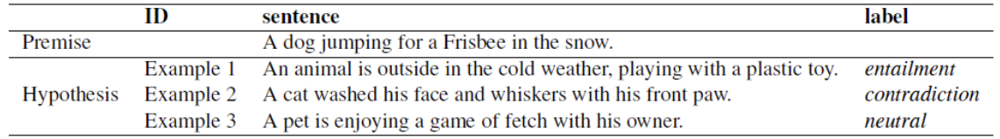 ID sentence label
Premise A dog jumping for a Frisbee in the snow.
Example 1 An animal is outside in the cold weather, playing with a plastic toy. entailment
Hypothesis Example 2 A cat washed his face and whiskers with his front paw. contradiction
Example 3 A pet is enjoying a game of fetch with his owner. neutral